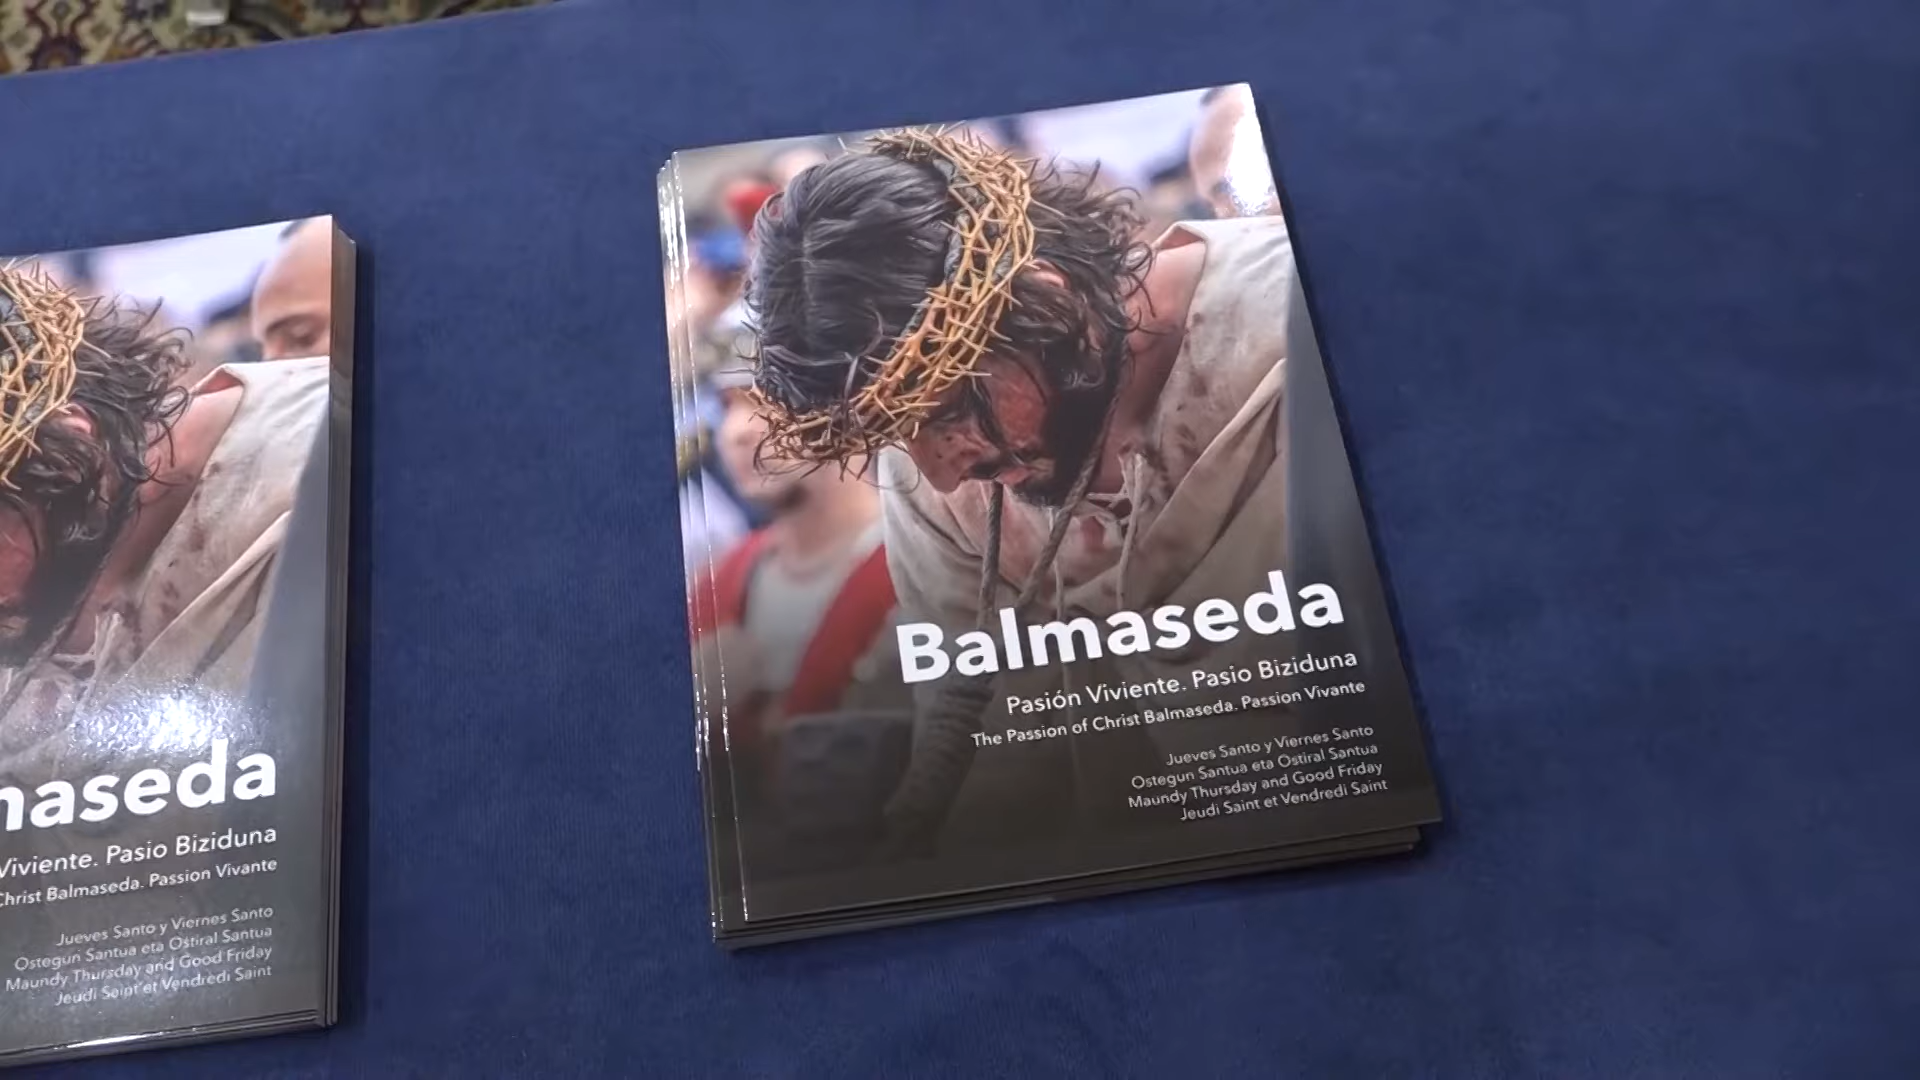 Balmaseda
Pasión Viviente. Pasio Biziduna
The Passion of Christ Balmaseda. Passion Vivante
Jueves Santo y Viernes Santo
Ostegun Santua eta Ostiral Santua
Maundy Thursday and Good Friday
Jeudi Saint et Vendredi Saint
maseda
Viviente. Pasio Biziduna
Christ Balmaseda. Passion Vivante
Jueves Santo y Viernes Santo
Ostegun Santua eta Ostiral Santua
Maundy Thursday and Good Friday
Jeudi Saint et Vendredi Saint